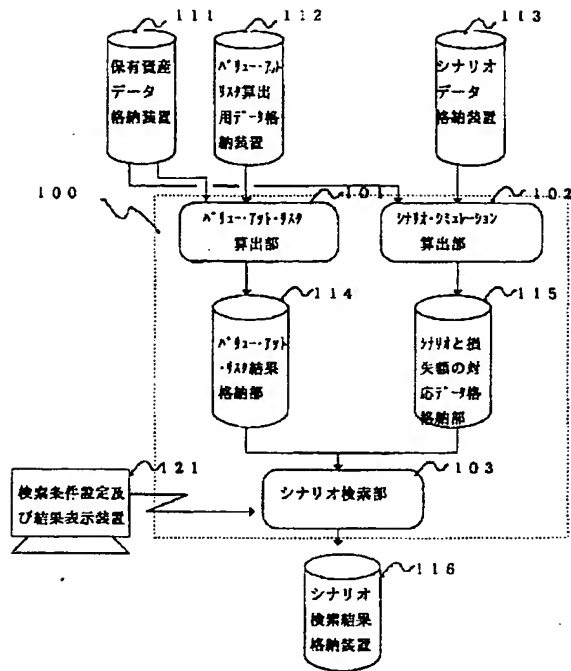 111
112
113
保有資産
データ
格納装置
バリュー・アット
リスク算出
用データ格
納装置
シナリオ
データ
格納装置
100
101
102
バリュー・アット・リスク
算出部
シナリオ・シミュレーション
算出部
114
115
バリュー・アット
・リスク結果
格納部
シナリオと損
失額の対
応データ格
格納部
121
103
検索条件設定及
び結果表示装置
シナリオ検索部
116
シナリオ
検索結果
格納装置